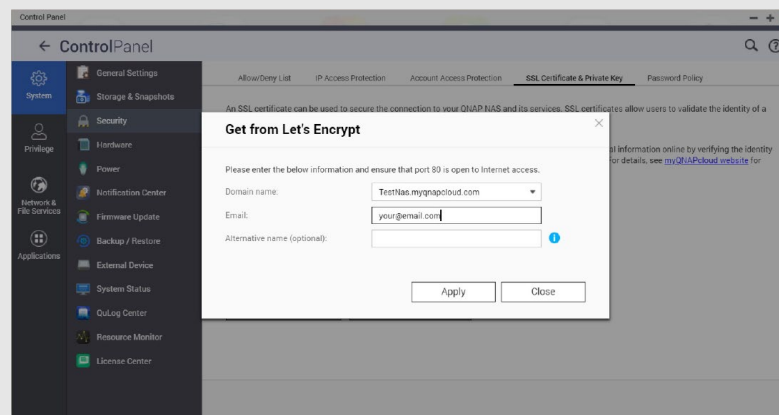 Control Panel
ControlPanel
System
Privilege
Network &
File Services
Applications
General Settings
Storage & Snapshots
Security
Hardware
Power
Notification Center
Firmware Update
Backup / Restore
External Device
System Status
QuLog Center
Resource Monitor
License Center
Allow/Deny List
IP Access Protection
Account Access Protection
SSL Certificate & Private Key
Password Policy
An SSL certificate can be used to secure the connection to your QNAP NAS and its services. SSL certificates allow users to validate the identity of a
information online by verifying the identity
For details, see myQNAPcloud website for
Get from Let's Encrypt
Please enter the below information and ensure that port 80 is open to Internet access.
Domain name:
TestNas.myqnapcloud.com
Email:
your@email.com
Alternative name (optional):
Apply
Close